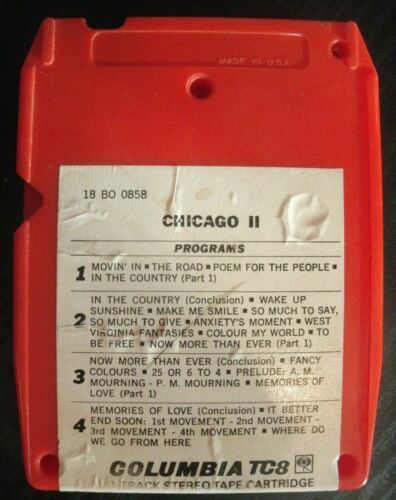 MADE IN U.S.A.
18 BO 0858
CHICAGO II
PROGRAMS
1 MOVIN' IN ▪ THE ROAD ▪ POEM FOR THE PEOPLE ▪
IN THE COUNTRY (Part 1)
2 IN THE COUNTRY (Conclusion) ▪ WAKE UP
SUNSHINE ▪ MAKE ME SMILE ▪ SO MUCH TO SAY,
SO MUCH TO GIVE ▪ ANXIETY'S MOMENT ▪ WEST
VIRGINIA FANTASIES ▪ COLOUR MY WORLD ▪ TO
BE FREE ▪ NOW MORE THAN EVER (Part 1)
3 NOW MORE THAN EVER (Conclusion) ▪ FANCY
COLOURS ▪ 25 OR 6 TO 4 ▪ PRELUDE: A. M.
MOURNING - P. M. MOURNING ▪ MEMORIES OF
LOVE (Part 1)
4 MEMORIES OF LOVE (Conclusion) ▪ IT BETTER
END SOON: 1st MOVEMENT - 2nd MOVEMENT -
3rd MOVEMENT - 4th MOVEMENT ▪ WHERE DO
WE GO FROM HERE
COLUMBIA TC8
TRACK STEREO TAPE CARTRIDGE